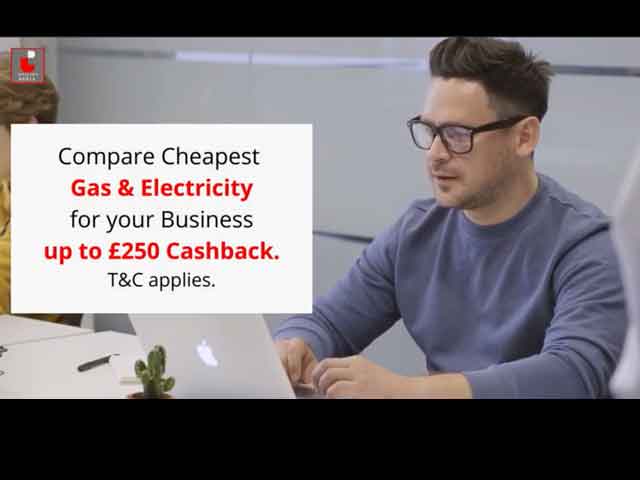 Compare Cheapest
Gas & Electricity
for your Business
up to £250 Cashback.
T&C applies.